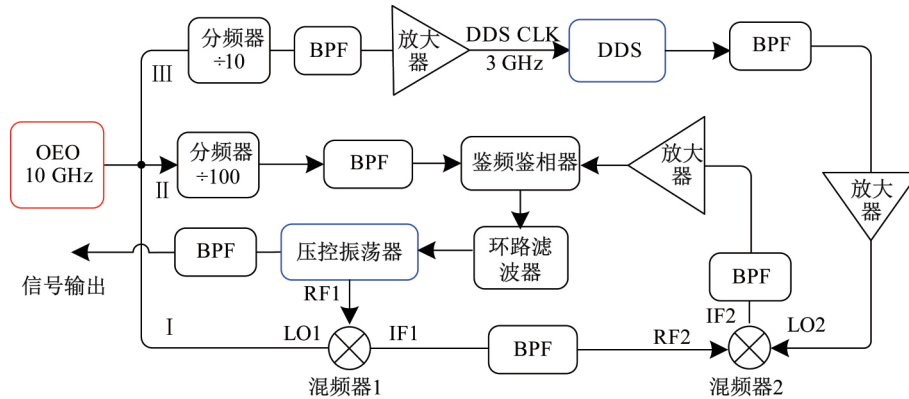 分频器
÷10
BPF
放大器
DDS CLK
3 GHz
DDS
BPF
III
OEO
10 GHz
II
分频器
÷100
BPF
鉴频鉴相器
放大器
放大器
信号输出
BPF
压控振荡器
环路滤
波器
BPF
RF1
IF2
I
LO1
IF1
BPF
RF2
LO2
混频器1
混频器2